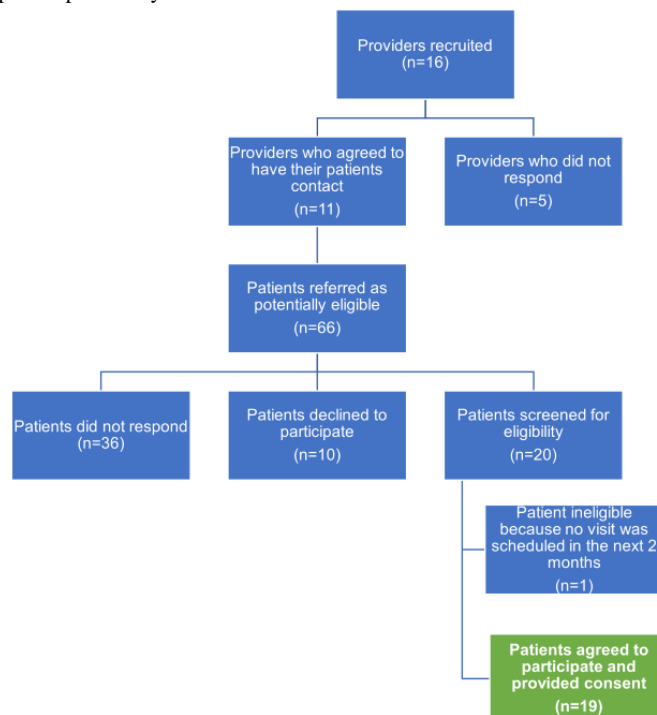 Providers recruited
(n=16)
Providers who agreed to
have their patients
contact
(n=11)
Providers who did not
respond
(n=5)
Patients referred as
potentially eligible
(n=66)
Patients did not respond
(n=36)
Patients declined to
participate
(n=10)
Patients screened for
eligibility
(n=20)
Patient ineligible
because no visit was
scheduled in the next 2
months
(n=1)
Patients agreed to
participate and
provided consent
(n=19)